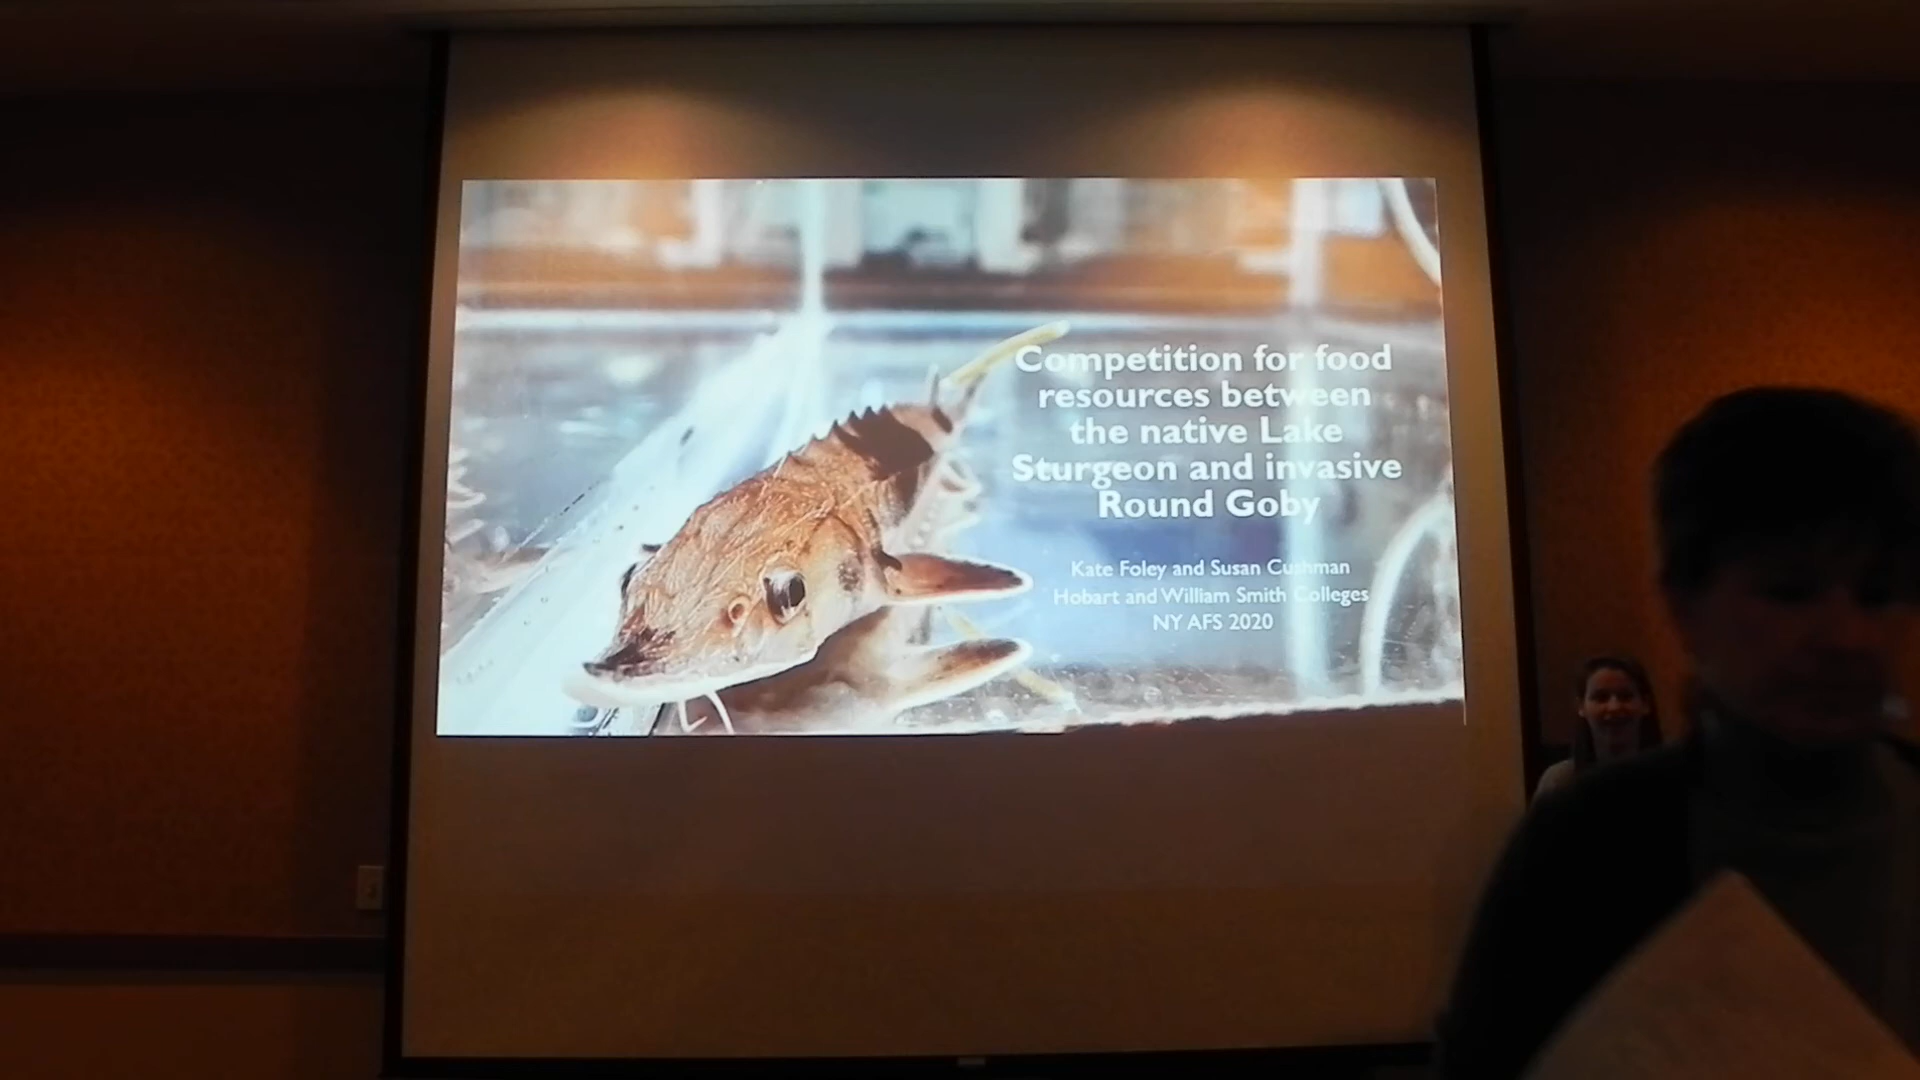 Competition for food
resources between
the native Lake
Sturgeon and invasive
Round Goby
Kate Foley and Susan Cushman
Hobart and William Smith Colleges
NY AFS 2020